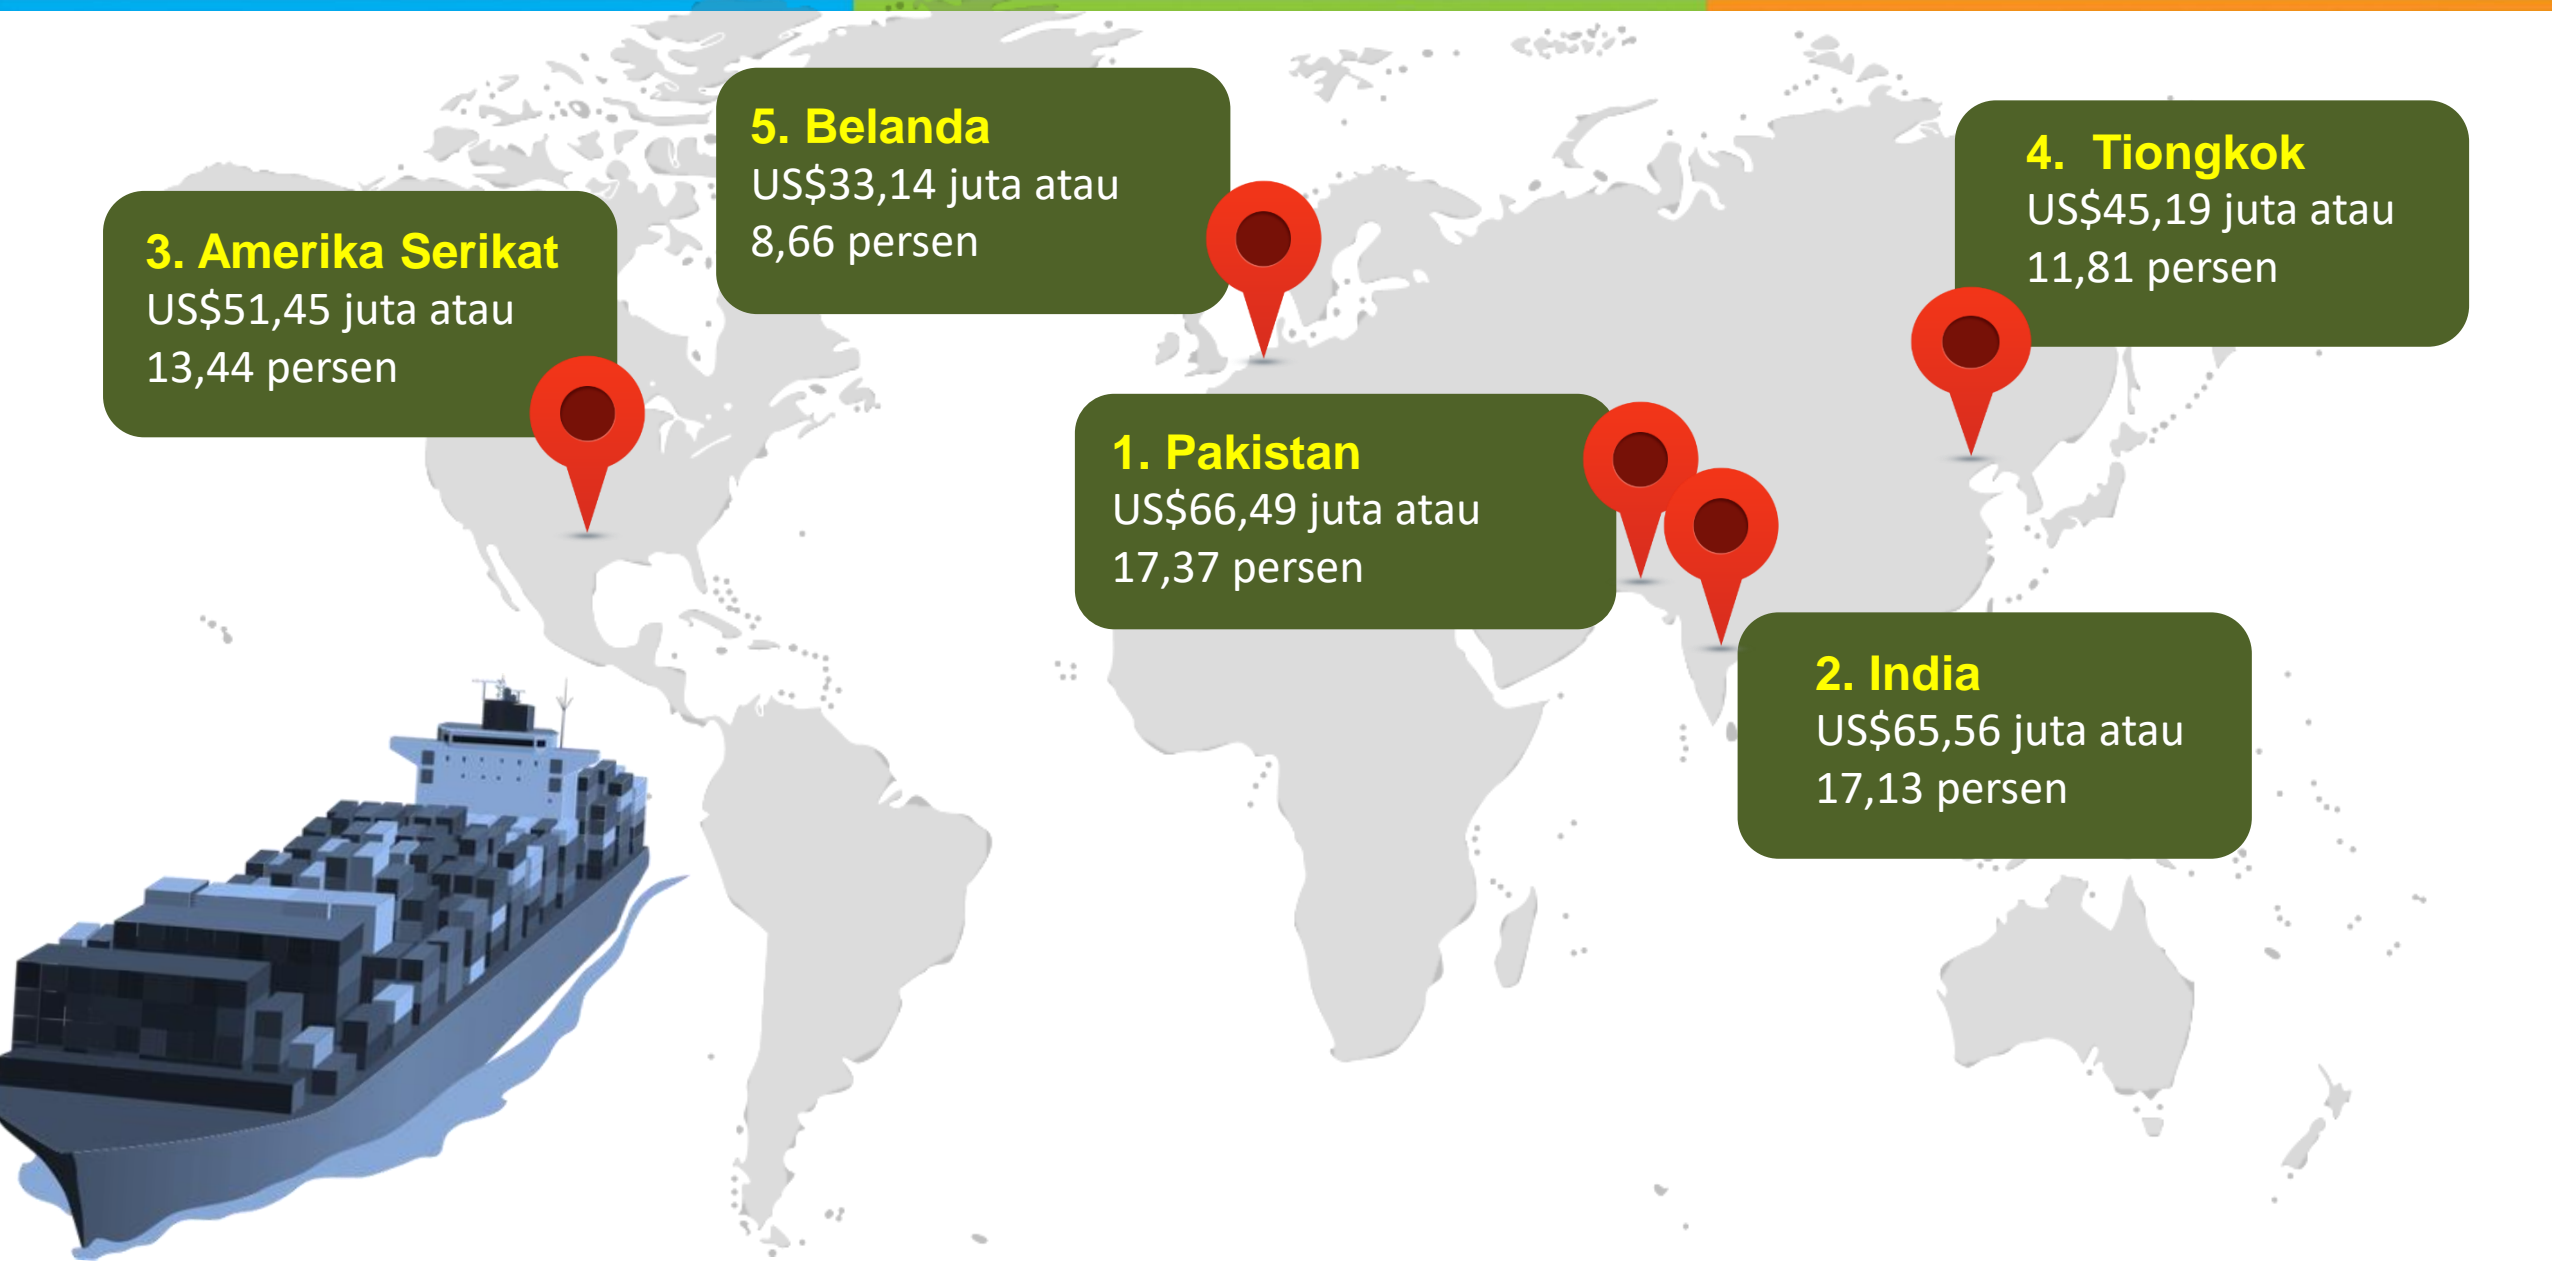 5. Belanda
US$33,14 juta atau
8,66 persen
4. Tiongkok
US$45,19 juta atau
11,81 persen
3. Amerika Serikat
US$51,45 juta atau
13,44 persen
1. Pakistan
US$66,49 juta atau
17,37 persen
2. India
US$65,56 juta atau
17,13 persen